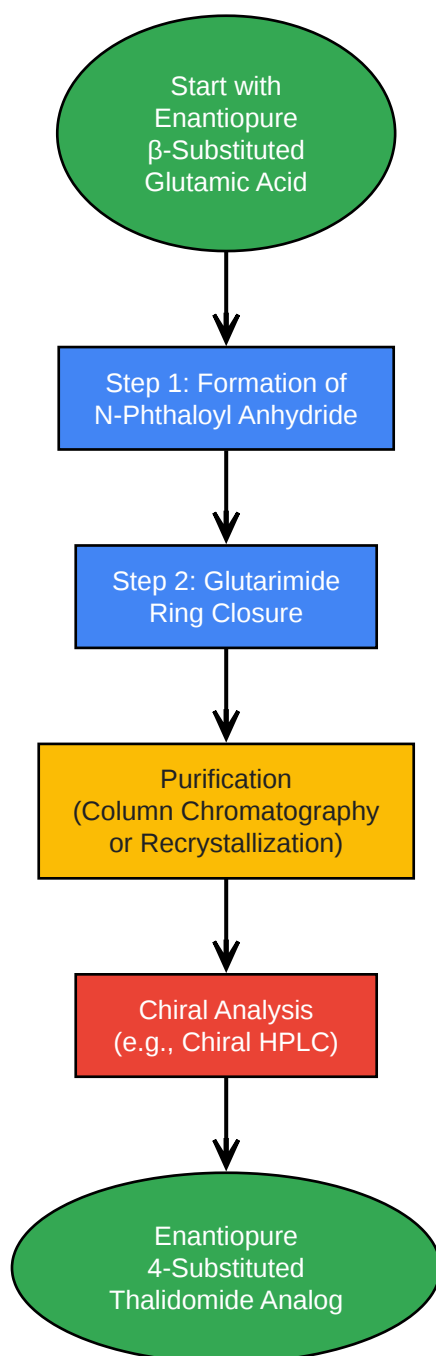 Start with
Enantiopure
β-Substituted
Glutamic Acid
Step 1: Formation of
N-Phthaloyl Anhydride
Step 2: Glutarimide
Ring Closure
Purification
(Column Chromatography
or Recrystallization)
Chiral Analysis
(e.g., Chiral HPLC)
Enantiopure
4-Substituted
Thalidomide Analog